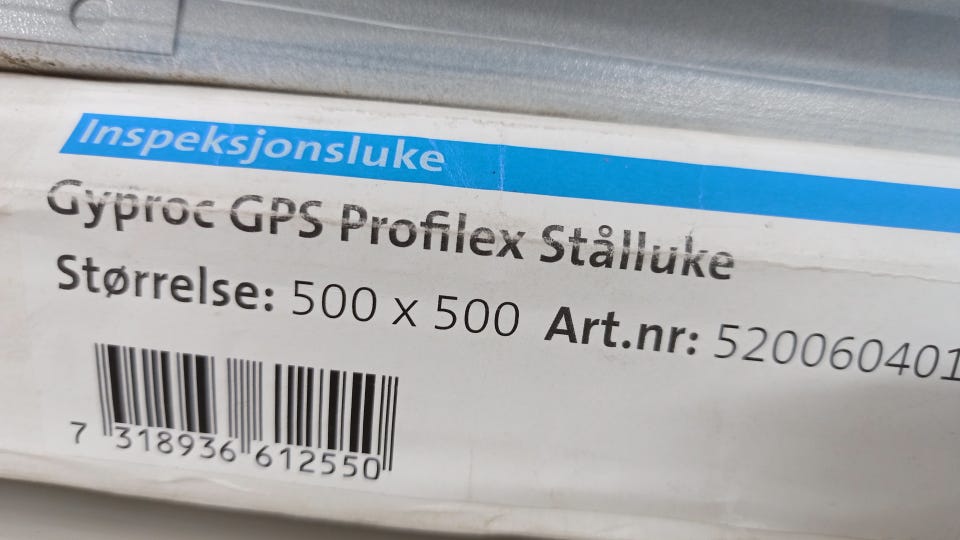 Inspeksjonsluke
Gyproc GPS Profilex Stålluke
Størrelse: 500 x 500 Art.nr: 520060401
7 318936 612550